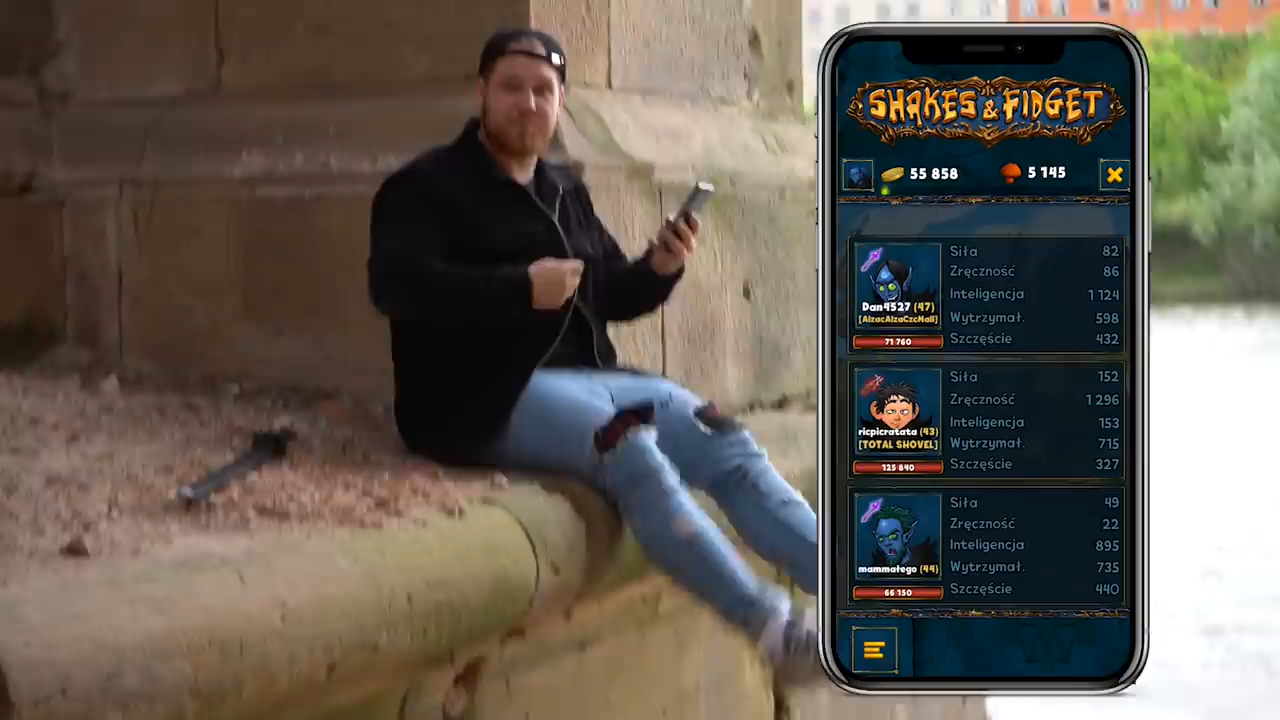 SHAKES & FIDGET
55 858
5 145
Siła 82
Zręczność 86
Inteligencja 1 124
Wytrzymał. 598
Szczęście 432
Dan4527 (47)
[AlzacAlzaCzcHall]
71 760
Siła 152
Zręczność 1 296
Inteligencja 153
Wytrzymał. 715
Szczęście 327
ricpicratata (43)
[TOTAL SHOVEL]
125 840
Siła 49
Zręczność 22
Inteligencja 895
Wytrzymał. 735
Szczęście 440
mammatego (44)
66 150